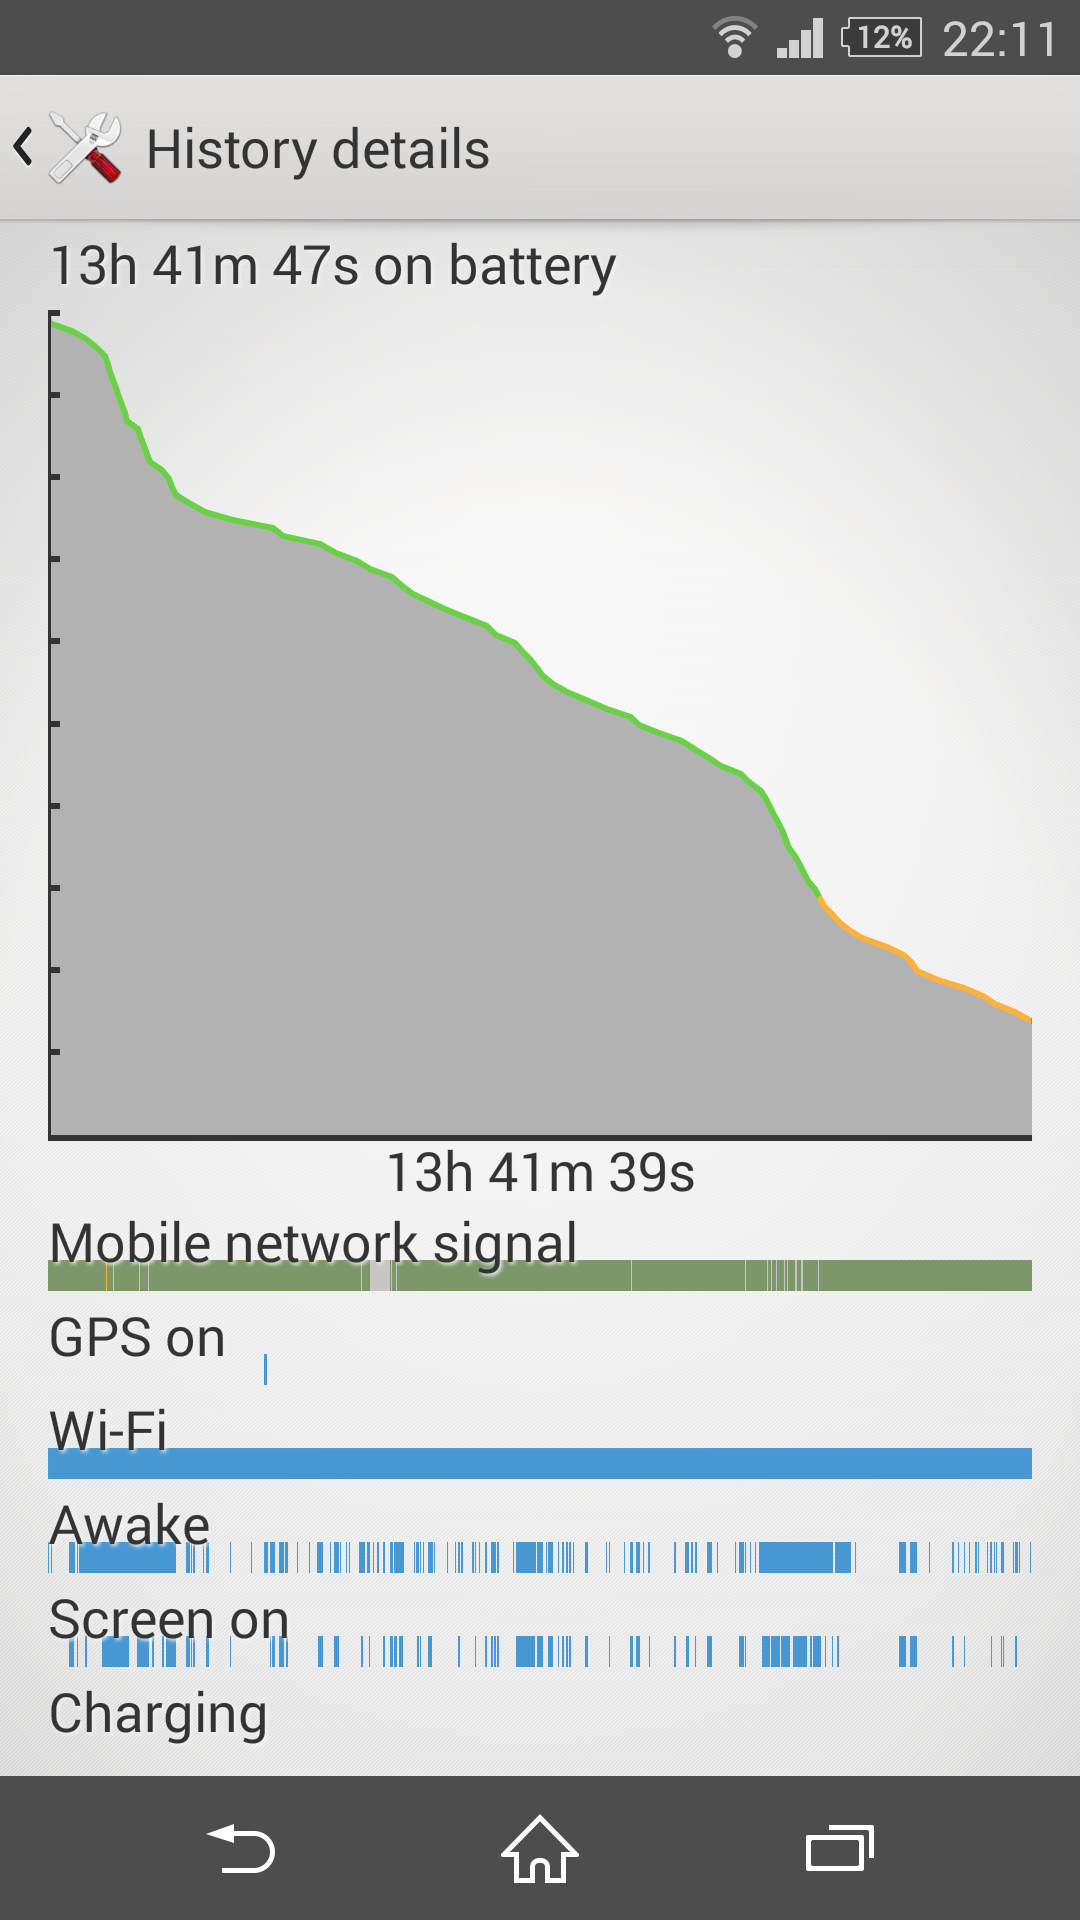 12% 22:11
History details
13h 41m 47s on battery
13h 41m 39s
Mobile network signal
GPS on
Wi-Fi
Awake
Screen on
Charging